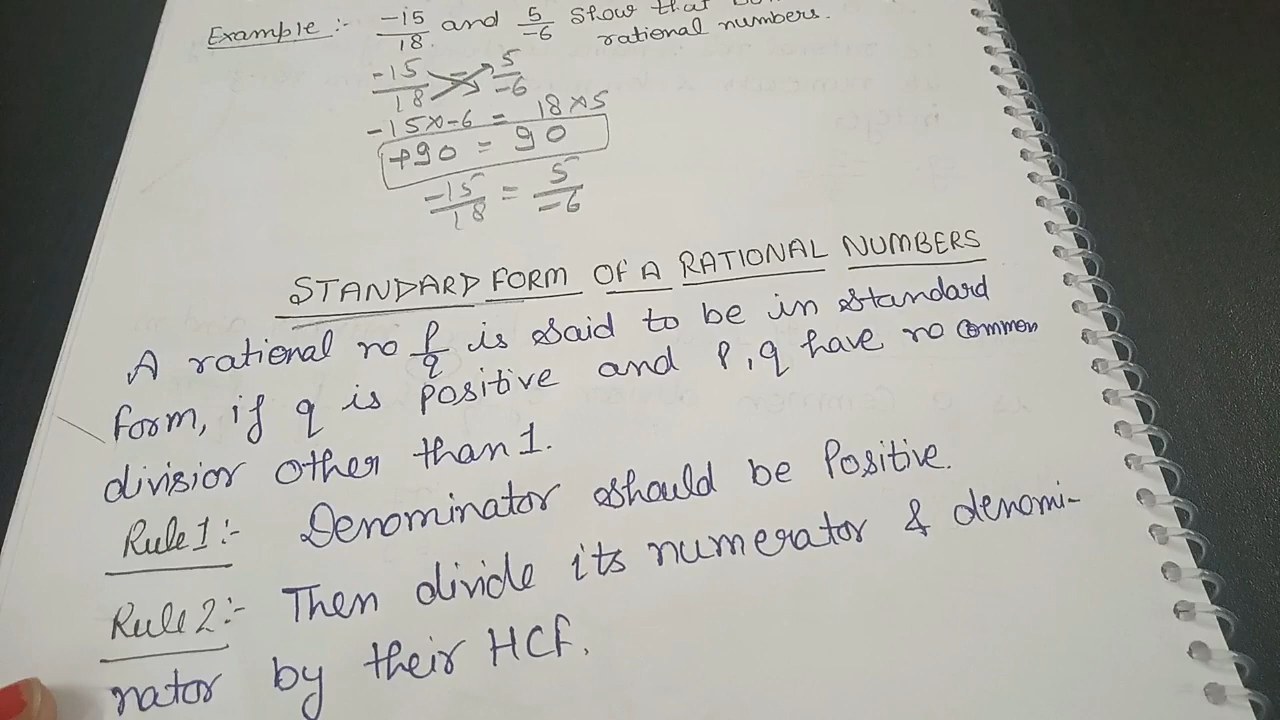 Example :- -15/18 and 5/-6 show that
rational numbers.
-15/18 5/-6
-15×-6 = 18×5
+90 = 90
-15/18 = 5/-6
STANDARD FORM OF A RATIONAL NUMBERS
A rational no p/q is said to be in standard
form, if q is positive and P, q have no common
division other than 1.
Rule 1:- Denominator should be Positive.
Rule 2:- Then divide its numerator & denomi-
nator by their HCF.